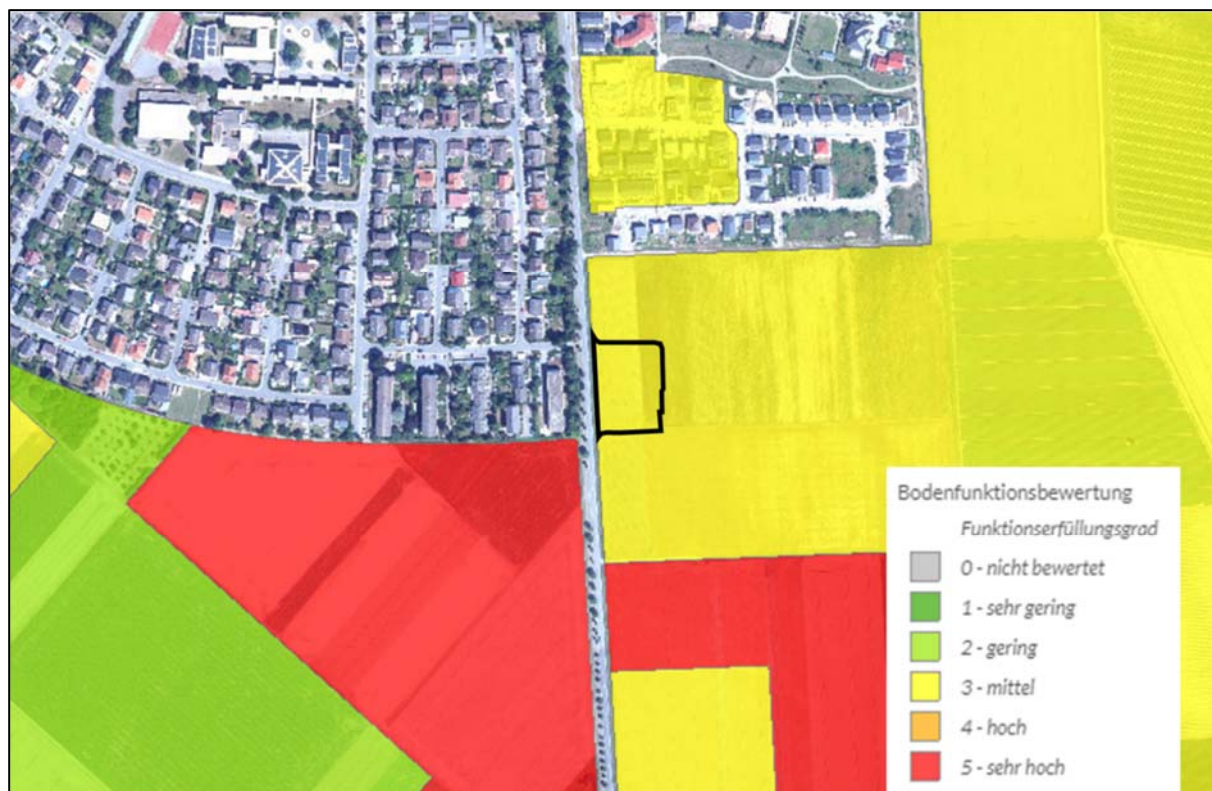 Bodenfunktionsbewertung
Funktionserfüllungsgrad
0 - nicht bewertet
1 - sehr gering
2 - gering
3 - mittel
4 - hoch
5 - sehr hoch